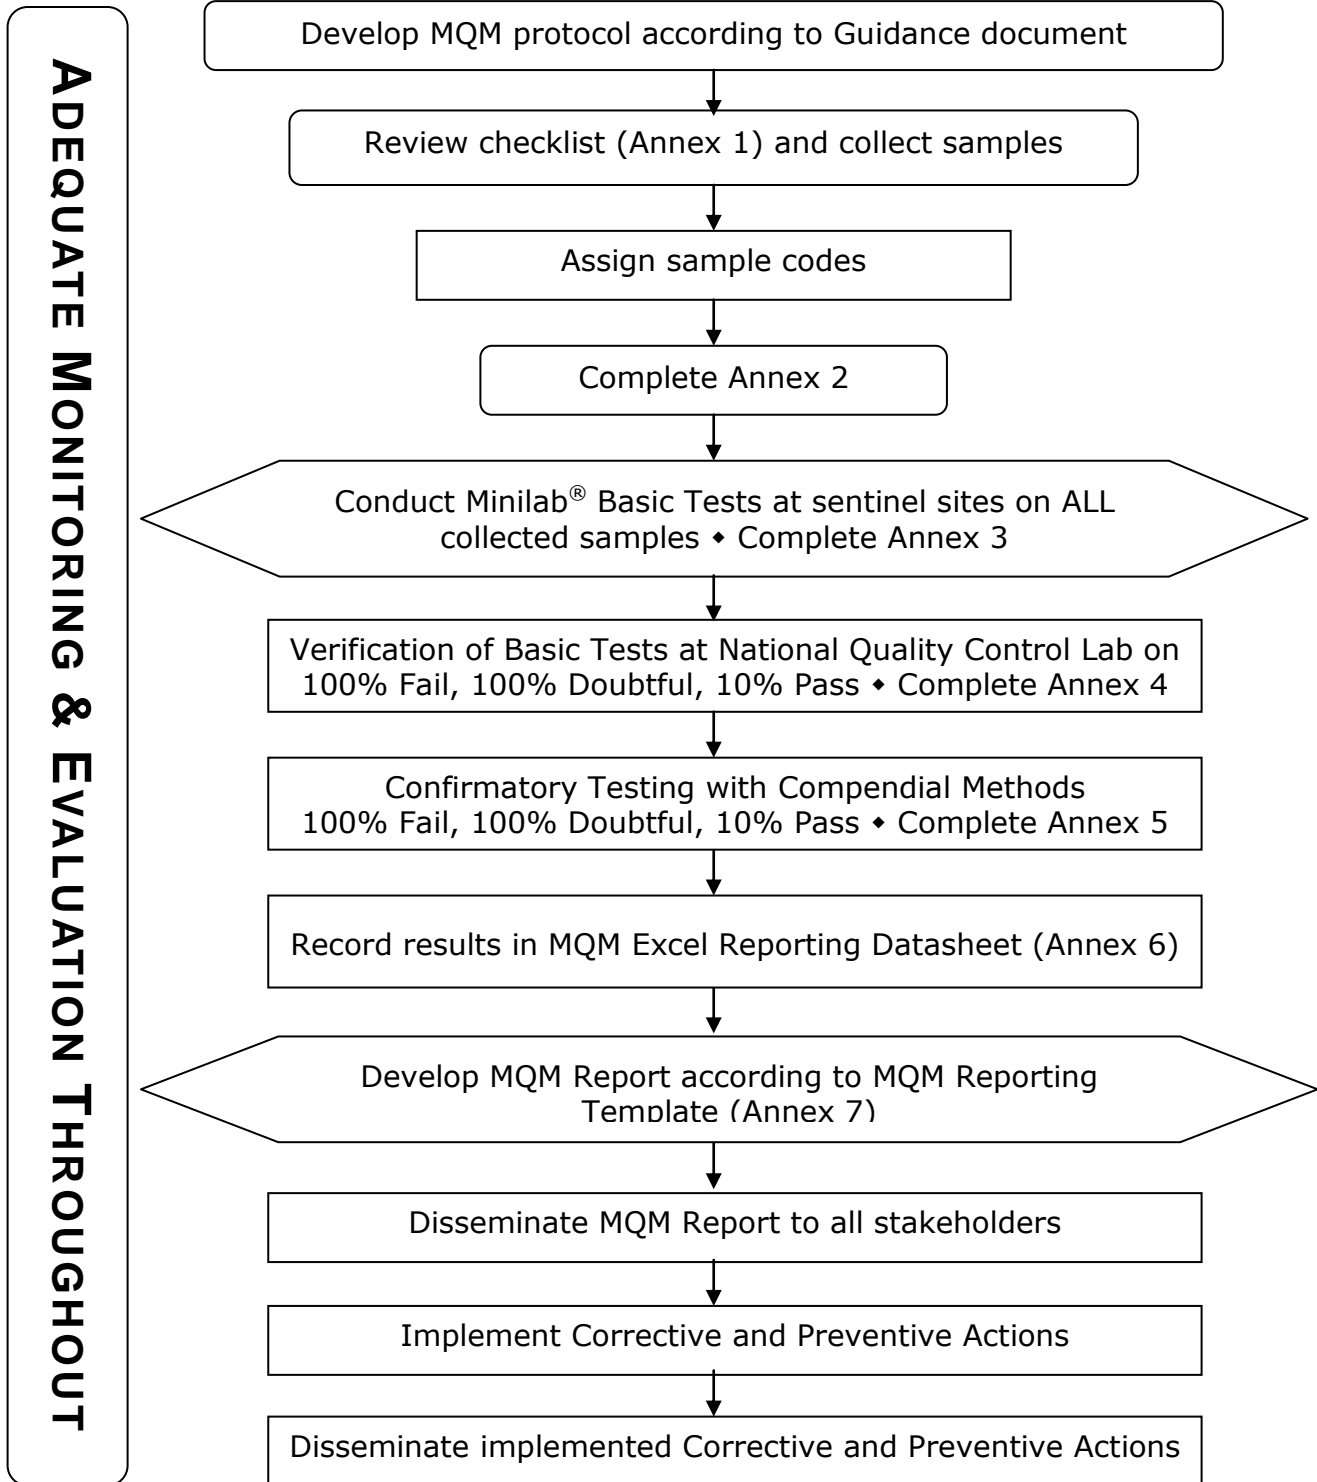 ADEQUATE MONITORING & EVALUATION THROUGHOUT
Develop MQM protocol according to Guidance document
Review checklist (Annex 1) and collect samples
Assign sample codes
Complete Annex 2
Conduct Minilab® Basic Tests at sentinel sites on ALL
collected samples ◆ Complete Annex 3
Verification of Basic Tests at National Quality Control Lab on
100% Fail, 100% Doubtful, 10% Pass ◆ Complete Annex 4
Confirmatory Testing with Compendial Methods
100% Fail, 100% Doubtful, 10% Pass ◆ Complete Annex 5
Record results in MQM Excel Reporting Datasheet (Annex 6)
Develop MQM Report according to MQM Reporting
Template (Annex 7)
Disseminate MQM Report to all stakeholders
Implement Corrective and Preventive Actions
Disseminate implemented Corrective and Preventive Actions